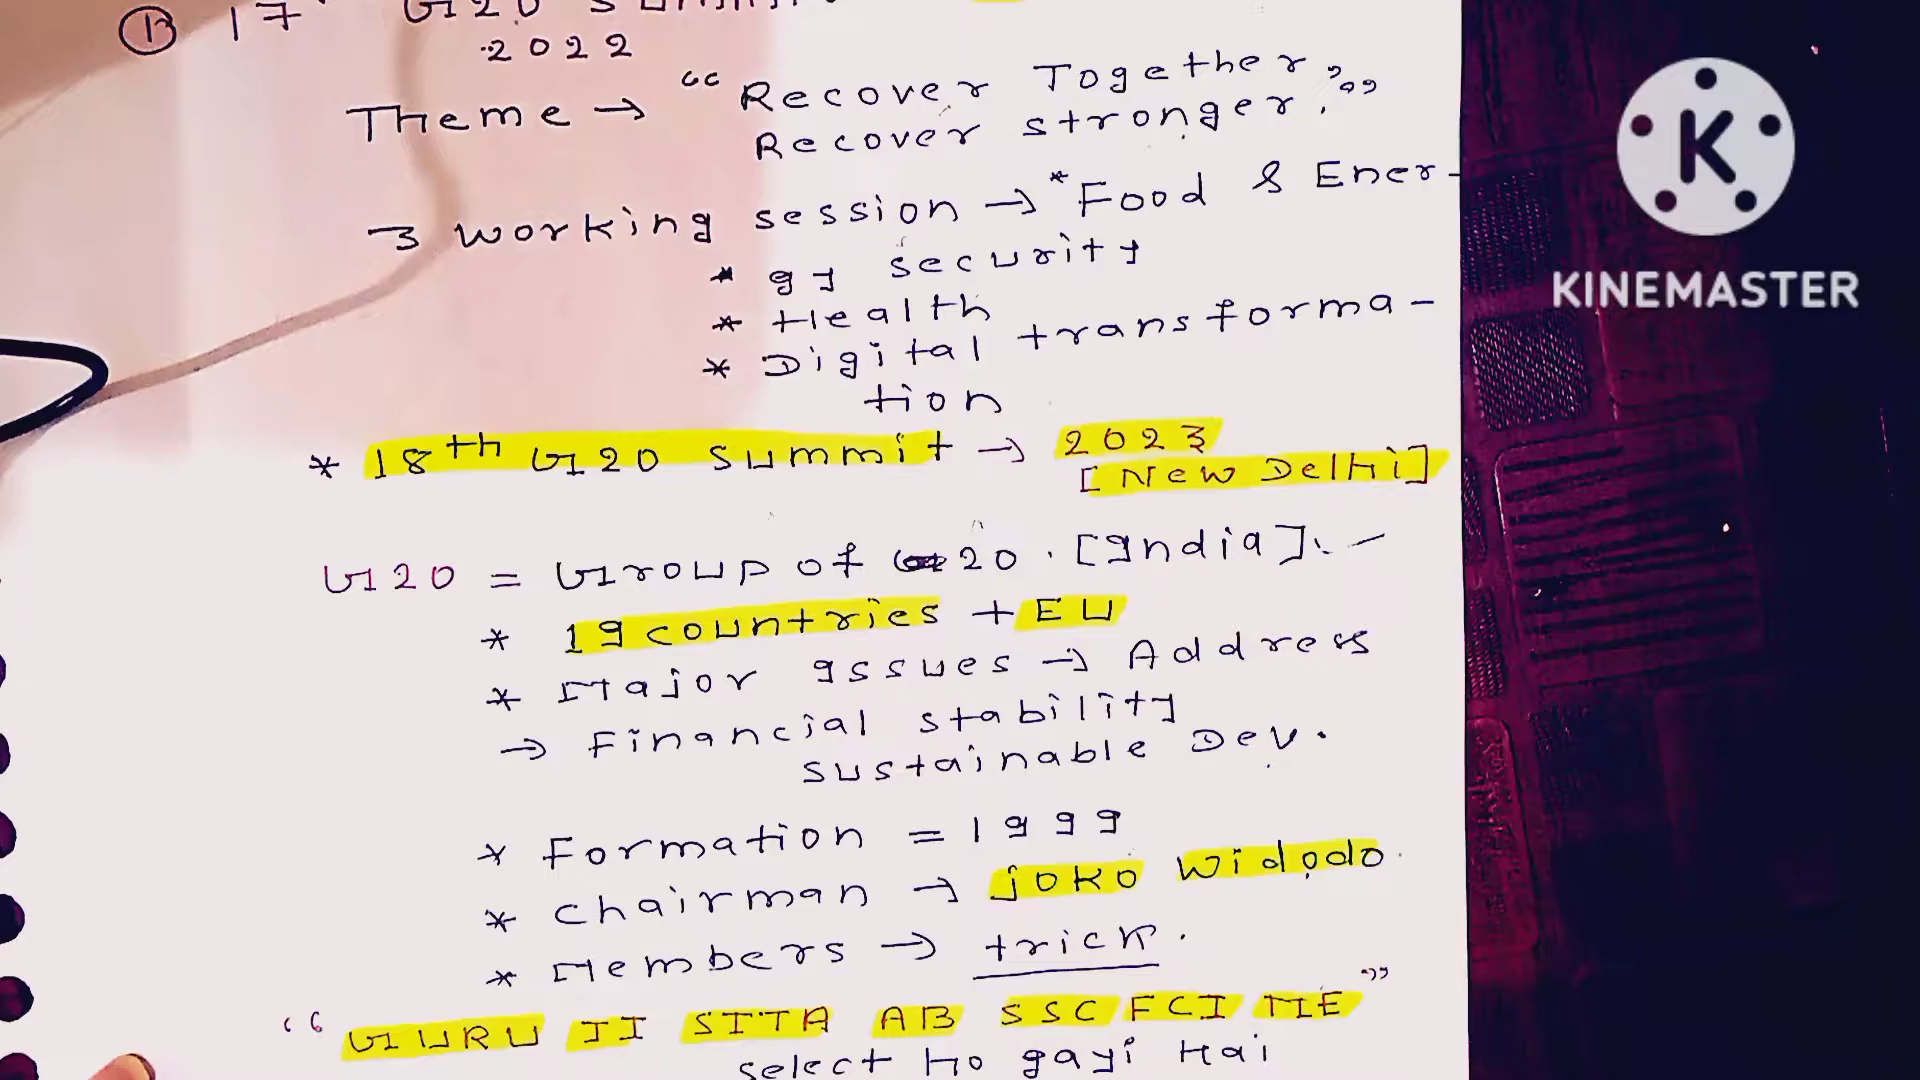 17 G20 Summit
2022
Theme → "Recover Together,
Recover stronger."
3 working session → * Food & Ener-
* gy security
* Health
* Digital transforma-
tion
* 18th G20 summit → 2023
[New Delhi]
G20 = Group of 20. [India].
* 19 countries + EU
* Major issues → Address
→ Financial stability
sustainable Dev.
* Formation = 1999
* chairman → joko widodo
* Members → trick.
"GURU JI SITA AB SSC FCI ME"
select Ho gayi Hai
K
KINEMASTER